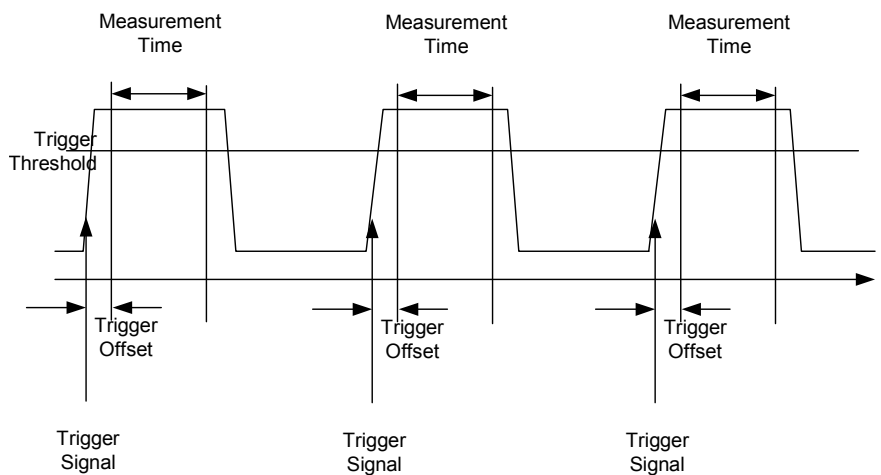 Measurement
Time
Measurement
Time
Measurement
Time
Trigger
Threshold
Trigger
Offset
Trigger
Offset
Trigger
Offset
Trigger
Signal
Trigger
Signal
Trigger
Signal